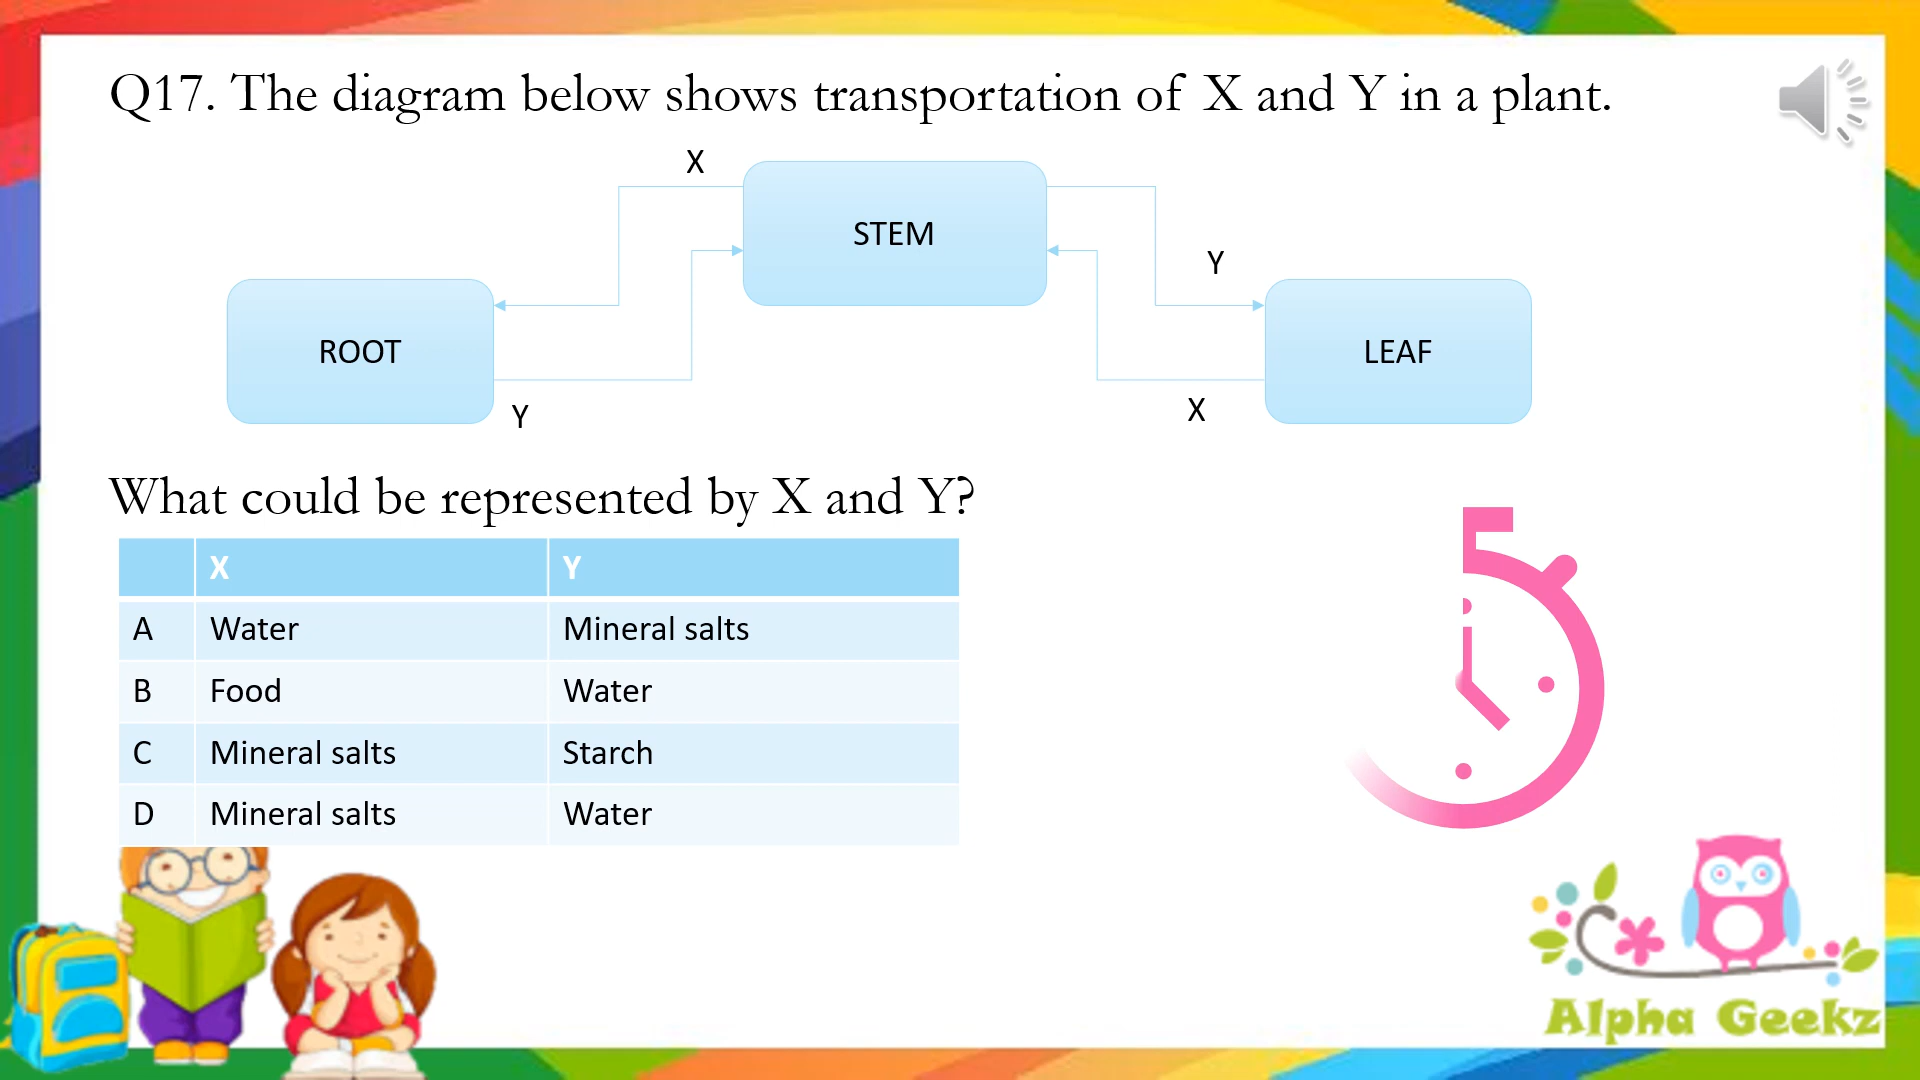 Q17. The diagram below shows transportation of X and Y in a plant.
X
STEM
Y
ROOT
LEAF
Y
X
What could be represented by X and Y?
X Y
A Water Mineral salts
B Food Water
C Mineral salts Starch
D Mineral salts Water
Alpha Geekz